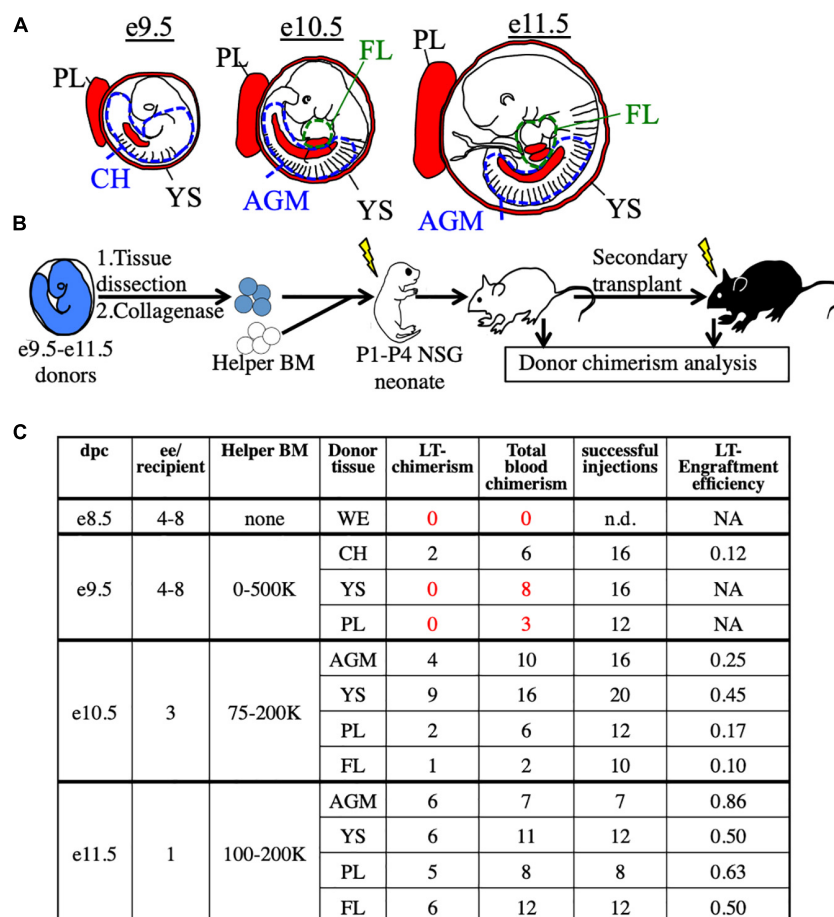 A
e9.5
e10.5
e11.5
PL
CH
YS
PL
FL
AGM
YS
PL
FL
AGM
YS
B
1.Tissue
dissection
2.Collagenase
e9.5-e11.5
donors
Helper BM
P1-P4 NSG
neonate
Secondary
transplant
Donor chimerism analysis
C
dpc ee/ recipient Helper BM Donor tissue LT- chimerism Total blood chimerism successful injections LT- Engraftment efficiency
e8.5 4-8 none WE 0 0 n.d. NA
e9.5 4-8 0-500K CH 2 6 16 0.12
YS 0 8 16 NA
PL 0 3 12 NA
e10.5 3 75-200K AGM 4 10 16 0.25
YS 9 16 20 0.45
PL 2 6 12 0.17
FL 1 2 10 0.10
e11.5 1 100-200K AGM 6 7 7 0.86
YS 6 11 12 0.50
PL 5 8 8 0.63
FL 6 12 12 0.50